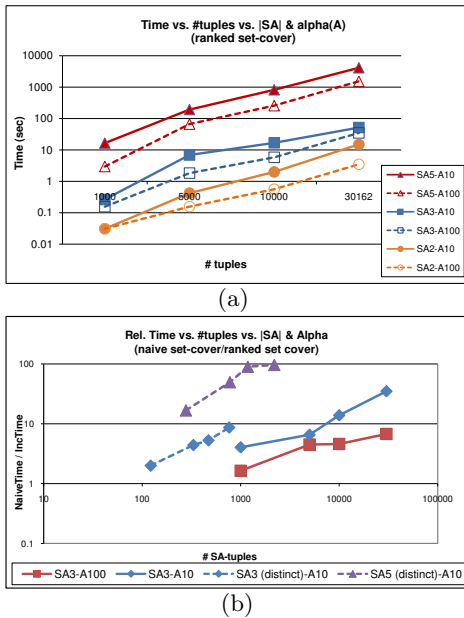 Time vs. #tuples vs. |SA| & alpha(A)
(ranked set-cover)
10000
1000
100
10
1
0.1
0.01
Time (sec)
1000
5000
10000
30162
# tuples
SA5-A10
SA5-A100
SA3-A10
SA3-A100
SA2-A10
SA2-A100
(a)
Rel. Time vs. #tuples vs. |SA| & Alpha
(naive set-cover/ranked set cover)
100
10
1
0.1
NaiveTime / IncTime
10
100
1000
10000
100000
# SA-tuples
SA3-A100
SA3-A10
SA3 (distinct)-A10
SA5 (distinct)-A10
(b)